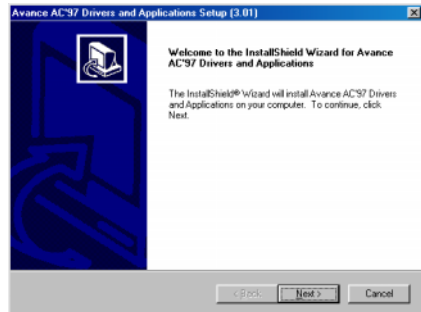 Avance AC'97 Drivers and Applications Setup (3.01)
Welcome to the InstallShield Wizard for Avance
AC'97 Drivers and Applications
The InstallShield® Wizard will install Avance AC'97 Drivers
and Applications on your computer. To continue, click
Next.
< Back
Next >
Cancel